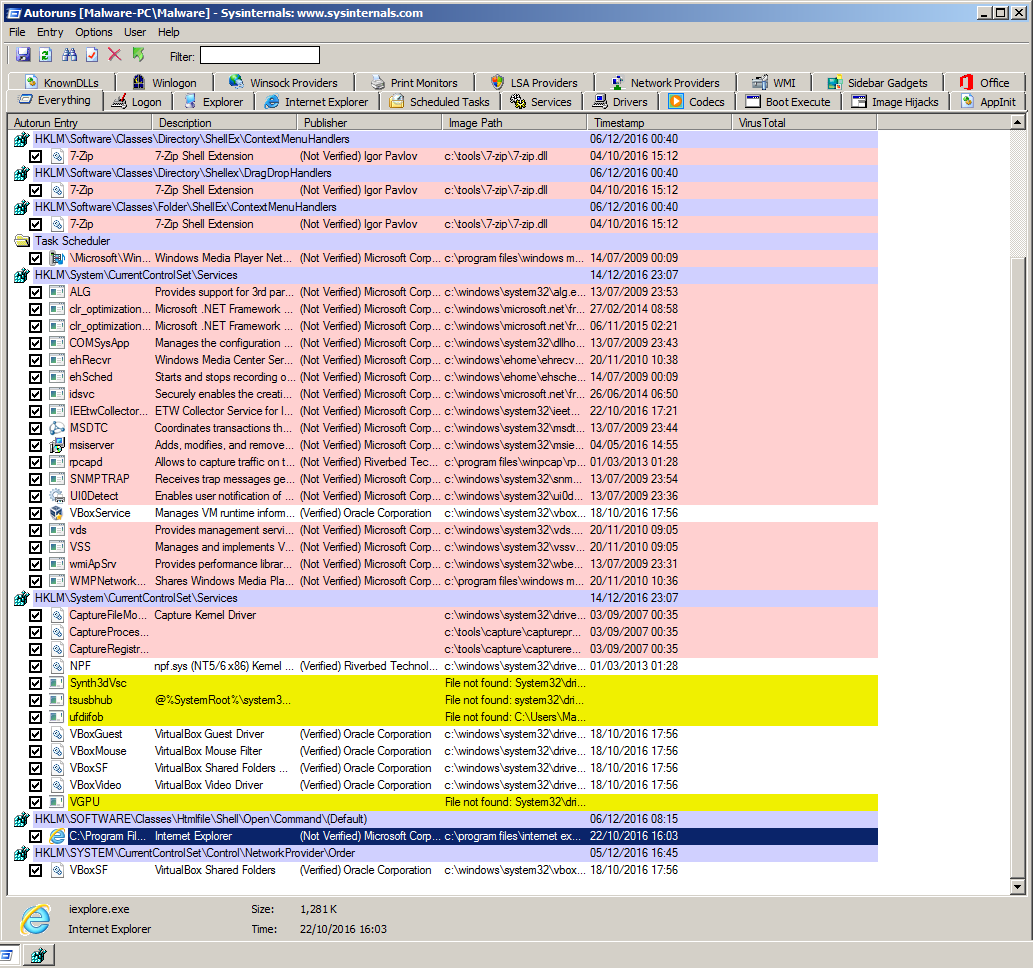 Autoruns [Malware-PC\Malware] - Sysinternals: www.sysinternals.com
File Entry Options User Help
Filter:
KnownDLLs Winlogon Winsock Providers Print Monitors LSA Providers Network Providers WMI Sidebar Gadgets Office
Everything Logon Explorer Internet Explorer Scheduled Tasks Services Drivers Codecs Boot Execute Image Hijacks AppInit
Autorun Entry Description Publisher Image Path Timestamp VirusTotal
HKLM\Software\Classes\Directory\ShellEx\ContextMenuHandlers 06/12/2016 00:40
7-Zip 7-Zip Shell Extension (Not Verified) Igor Pavlov c:\tools\7-zip\7-zip.dll 04/10/2016 15:12
HKLM\Software\Classes\Directory\Shellex\DragDropHandlers 06/12/2016 00:40
7-Zip 7-Zip Shell Extension (Not Verified) Igor Pavlov c:\tools\7-zip\7-zip.dll 04/10/2016 15:12
HKLM\Software\Classes\Folder\ShellEx\ContextMenuHandlers 06/12/2016 00:40
7-Zip 7-Zip Shell Extension (Not Verified) Igor Pavlov c:\tools\7-zip\7-zip.dll 04/10/2016 15:12
Task Scheduler
\Microsoft\Win... Windows Media Player Net... (Not Verified) Microsoft Corp... c:\program files\windows m... 14/07/2009 00:09
HKLM\System\CurrentControlSet\Services 14/12/2016 23:07
ALG Provides support for 3rd par... (Not Verified) Microsoft Corp... c:\windows\system32\alg.e... 13/07/2009 23:53
clr_optimization... Microsoft .NET Framework ... (Not Verified) Microsoft Corp... c:\windows\microsoft.net\fr... 27/02/2014 08:58
clr_optimization... Microsoft .NET Framework ... (Not Verified) Microsoft Corp... c:\windows\microsoft.net\fr... 06/11/2015 02:21
COMSysApp Manages the configuration ... (Not Verified) Microsoft Corp... c:\windows\system32\dllho... 13/07/2009 23:43
ehRecvr Windows Media Center Ser... (Not Verified) Microsoft Corp... c:\windows\ehome\ehrecv... 20/11/2010 10:38
ehSched Starts and stops recording o... (Not Verified) Microsoft Corp... c:\windows\ehome\ehsche... 14/07/2009 00:09
idsvc Securely enables the creati... (Not Verified) Microsoft Corp... c:\windows\microsoft.net\fr... 26/06/2014 06:50
IEEtwCollector... ETW Collector Service for I... (Not Verified) Microsoft Corp... c:\windows\system32\ieet... 22/10/2016 17:21
MSDTC Coordinates transactions th... (Not Verified) Microsoft Corp... c:\windows\system32\msdt... 13/07/2009 23:44
msiserver Adds, modifies, and remove... (Not Verified) Microsoft Corp... c:\windows\system32\msie... 04/05/2016 14:55
rpcapd Allows to capture traffic on t... (Not Verified) Riverbed Tec... c:\program files\winpcap\rp... 01/03/2013 01:28
SNMPTRAP Receives trap messages ge... (Not Verified) Microsoft Corp... c:\windows\system32\snm... 13/07/2009 23:54
UI0Detect Enables user notification of ... (Not Verified) Microsoft Corp... c:\windows\system32\ui0d... 13/07/2009 23:36
VBoxService Manages VM runtime inform... (Verified) Oracle Corporation c:\windows\system32\vbox... 18/10/2016 17:56
vds Provides management servi... (Not Verified) Microsoft Corp... c:\windows\system32\vds.... 20/11/2010 09:05
VSS Manages and implements V... (Not Verified) Microsoft Corp... c:\windows\system32\vssv... 20/11/2010 09:05
wmiApSrv Provides performance librar... (Not Verified) Microsoft Corp... c:\windows\system32\wbe... 13/07/2009 23:31
WMPNetwork... Shares Windows Media Pla... (Not Verified) Microsoft Corp... c:\program files\windows m... 20/11/2010 10:36
HKLM\System\CurrentControlSet\Services 14/12/2016 23:07
CaptureFileMo... Capture Kernel Driver c:\windows\system32\drive... 03/09/2007 00:35
CaptureProces... c:\tools\capture\capturepr... 03/09/2007 00:35
CaptureRegistr... c:\tools\capture\capturere... 03/09/2007 00:35
NPF npf.sys (NT5/6 x86) Kernel ... (Verified) Riverbed Technol... c:\windows\system32\drive... 01/03/2013 01:28
Synth3dVsc File not found: System32\dri...
tsusbhub @%SystemRoot%\system3... File not found: system32\dri...
ufdiifob File not found: C:\Users\Ma...
VBoxGuest VirtualBox Guest Driver (Verified) Oracle Corporation c:\windows\system32\drive... 18/10/2016 17:56
VBoxMouse VirtualBox Mouse Filter (Verified) Oracle Corporation c:\windows\system32\drive... 18/10/2016 17:56
VBoxSF VirtualBox Shared Folders ... (Verified) Oracle Corporation c:\windows\system32\drive... 18/10/2016 17:56
VBoxVideo VirtualBox Video Driver (Verified) Oracle Corporation c:\windows\system32\drive... 18/10/2016 17:56
VGPU File not found: System32\dri...
HKLM\SOFTWARE\Classes\Htmlfile\Shell\Open\Command\(Default) 06/12/2016 08:15
C:\Program Fil... Internet Explorer (Not Verified) Microsoft Corp... c:\program files\internet ex... 22/10/2016 16:03
HKLM\SYSTEM\CurrentControlSet\Control\NetworkProvider\Order 05/12/2016 16:45
VBoxSF VirtualBox Shared Folders (Verified) Oracle Corporation c:\windows\system32\vbox... 18/10/2016 17:56
iexplore.exe Size: 1,281 K
Internet Explorer Time: 22/10/2016 16:03